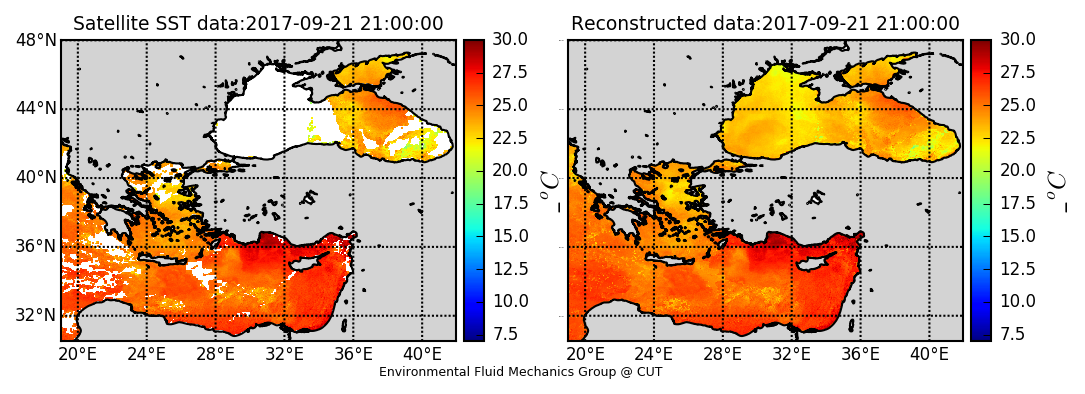 Satellite SST data:2017-09-21 21:00:00
48°N
44°N
40°N
36°N
32°N
20°E 24°E 28°E 32°E 36°E 40°E
30.0
27.5
25.0
22.5
20.0
17.5
15.0
12.5
10.0
7.5
_ °C
Reconstructed data:2017-09-21 21:00:00
20°E 24°E 28°E 32°E 36°E 40°E
30.0
27.5
25.0
22.5
20.0
17.5
15.0
12.5
10.0
7.5
_ °C
Environmental Fluid Mechanics Group @ CUT